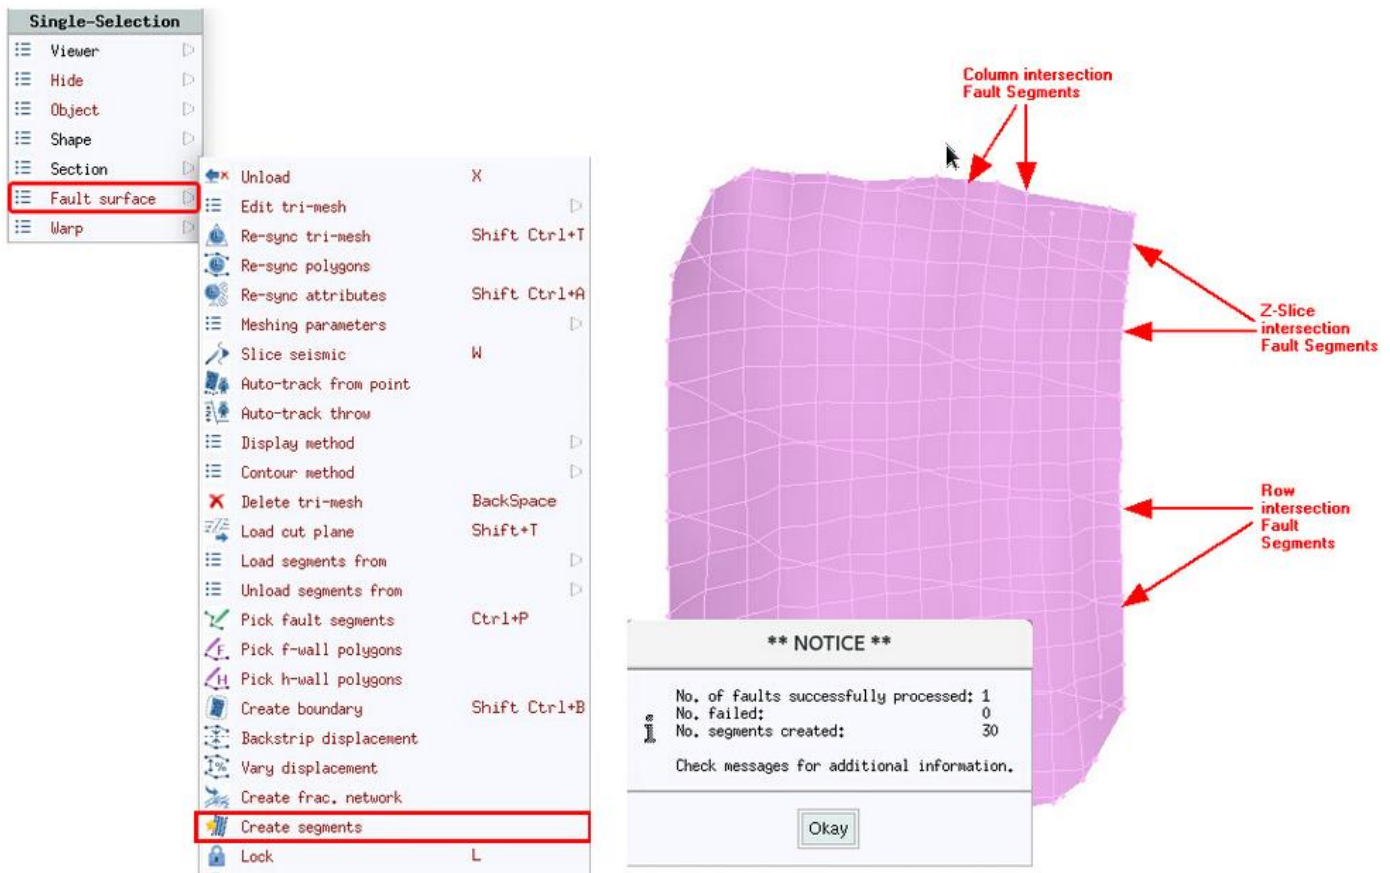 Single-Selection
Viewer
Hide
Object
Shape
Section
Fault surface
Warp
Unload X
Edit tri-mesh
Re-sync tri-mesh Shift Ctrl+T
Re-sync polygons
Re-sync attributes Shift Ctrl+A
Meshing parameters
Slice seismic W
Auto-track from point
Auto-track throw
Display method
Contour method
Delete tri-mesh BackSpace
Load cut plane Shift+T
Load segments from
Unload segments from
Pick fault segments Ctrl+P
Pick f-wall polygons
Pick h-wall polygons
Create boundary Shift Ctrl+B
Backstrip displacement
Vary displacement
Create frac. network
Create segments
Lock L
Column intersection
Fault Segments
Z-Slice
intersection
Fault Segments
Row
intersection
Fault
Segments
** NOTICE **
No. of faults successfully processed: 1
No. failed: 0
No. segments created: 30
Check messages for additional information.
Okay